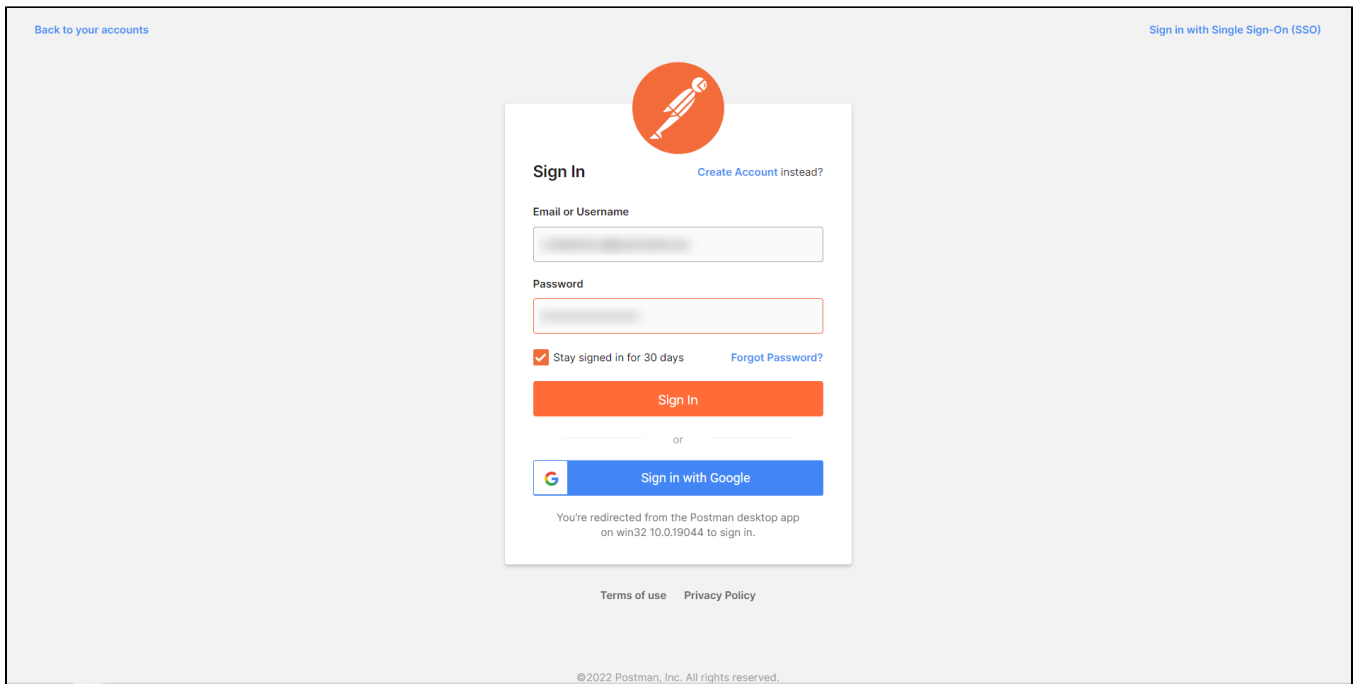 Back to your accounts
Sign in with Single Sign-On (SSO)
Sign In
Create Account instead?
Email or Username
Password
Stay signed in for 30 days
Forgot Password?
Sign In
or
Sign in with Google
You're redirected from the Postman desktop app
on win32 10.0.19044 to sign in.
Terms of use
Privacy Policy
©2022 Postman, Inc. All rights reserved.